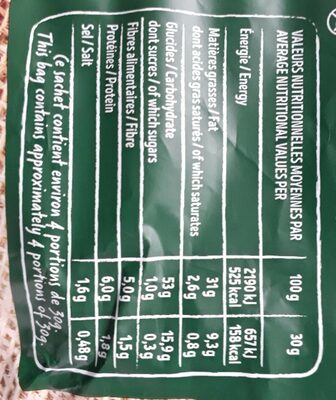 VALEURS NUTRITIONNELLES MOYENNES PAR
AVERAGE NUTRITIONAL VALUES PER 100 g 30 g
Energie / Energy 2190 kJ 657 kJ
525 kcal 158 kcal
Matières grasses / Fat 31g 9,3 g
dont acides gras saturés / of which saturates 2,6 g 0,8 g
Glucides / Carbohydrate 53 g 15,9 g
dont sucres / of which sugars 1,0 g 0,3 g
Fibres alimentaires / Fibre 5,0 g 1,5 g
Protéines / Protein 6,0 g 1,8 g
Sel / Salt 1,6 g 0,48 g
Ce sachet contient environ 4 portions de 30g.
This bag contains approximately 4 portions of 30g.